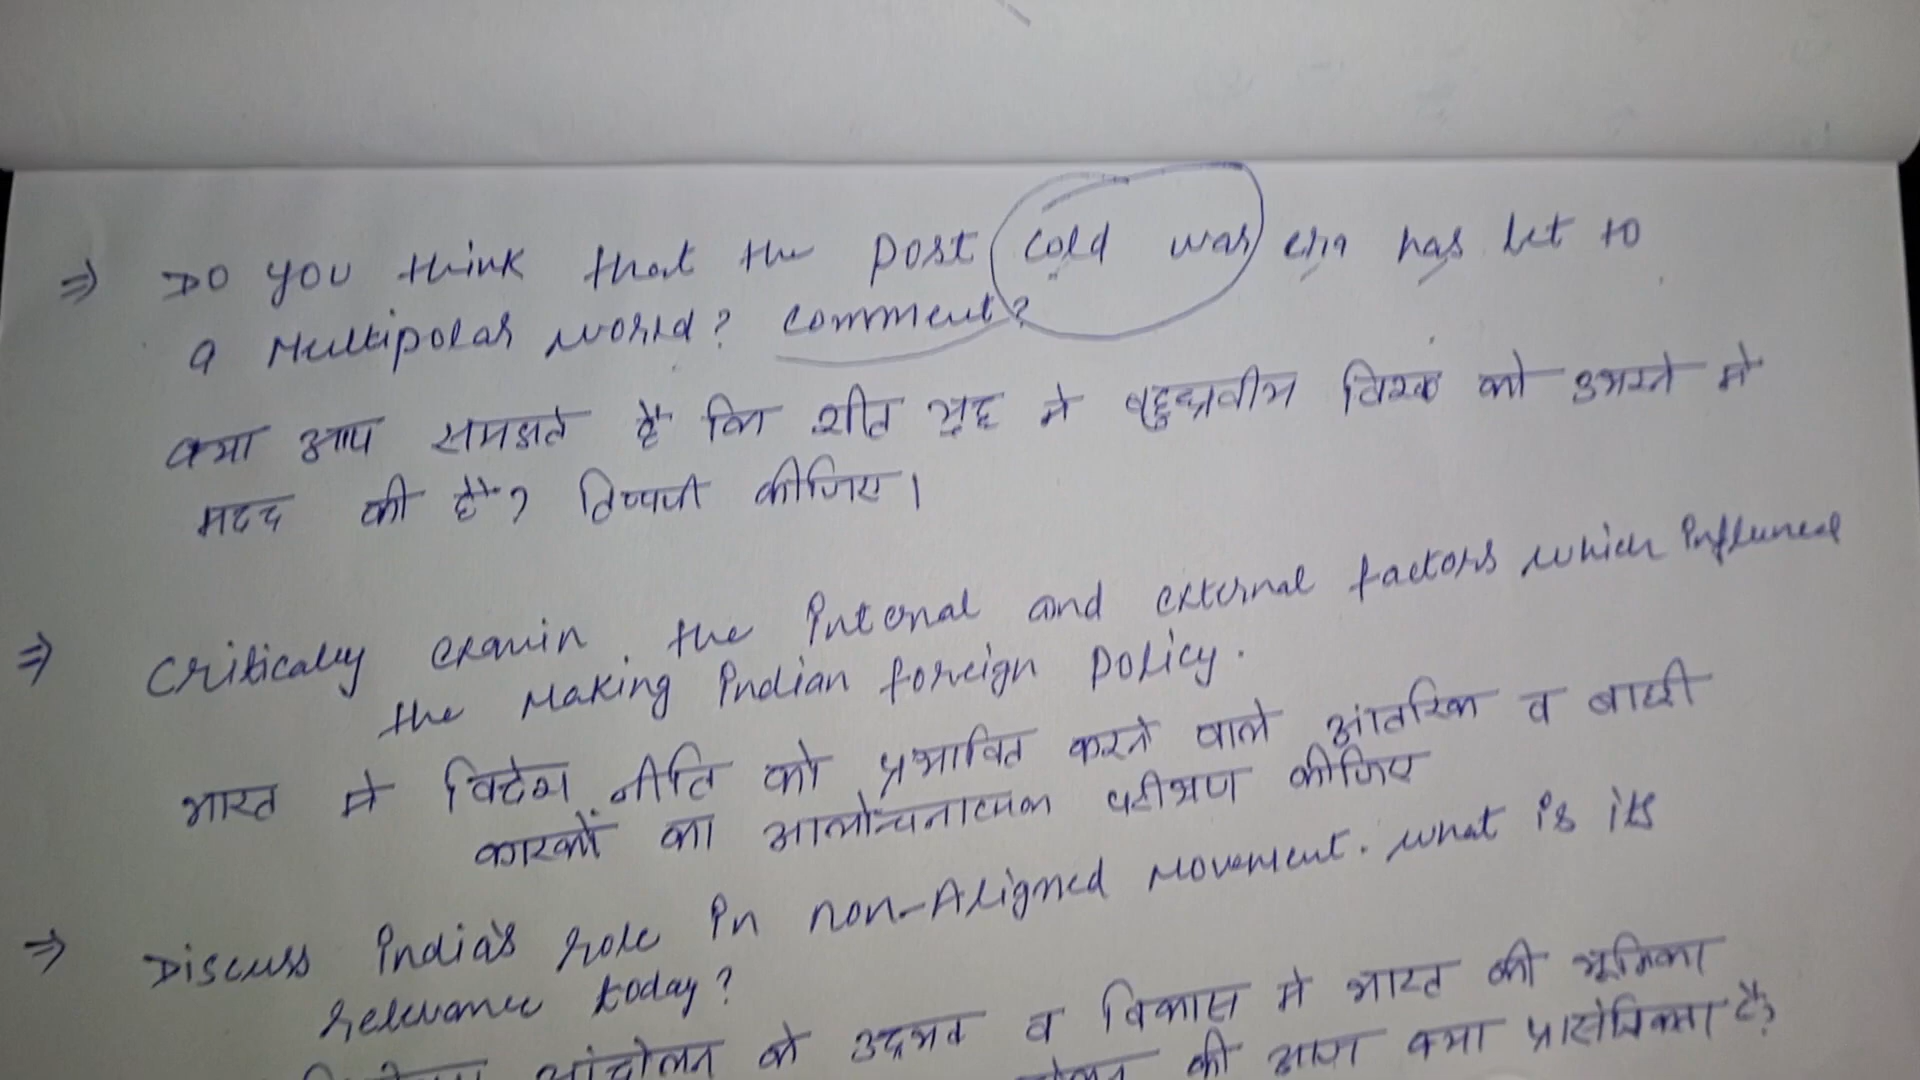 ⇒ Do you think that the post cold war era has let to
a Multipolar world? comment?
क्या आप समझते है कि शीत युद्ध ने बहुध्रुवीय विश्व को उभरने मे
मदद की है? टिप्पणी कीजिए।
⇒ Critically examin the internal and external factors which influenced
the Making indian foreign policy.
भारत मे विदेश नीति को प्रभावित करने वाले आंतरिक व बाहरी
कारकों का आलोचनात्मक परीक्षण कीजिए
⇒ Discuss india's role in non-Aligned movement. what is its
relevance today?
आंदोलन के उद्भव व विकास मे भारत की भूमिका
की आज क्या प्रासंगिकता है?